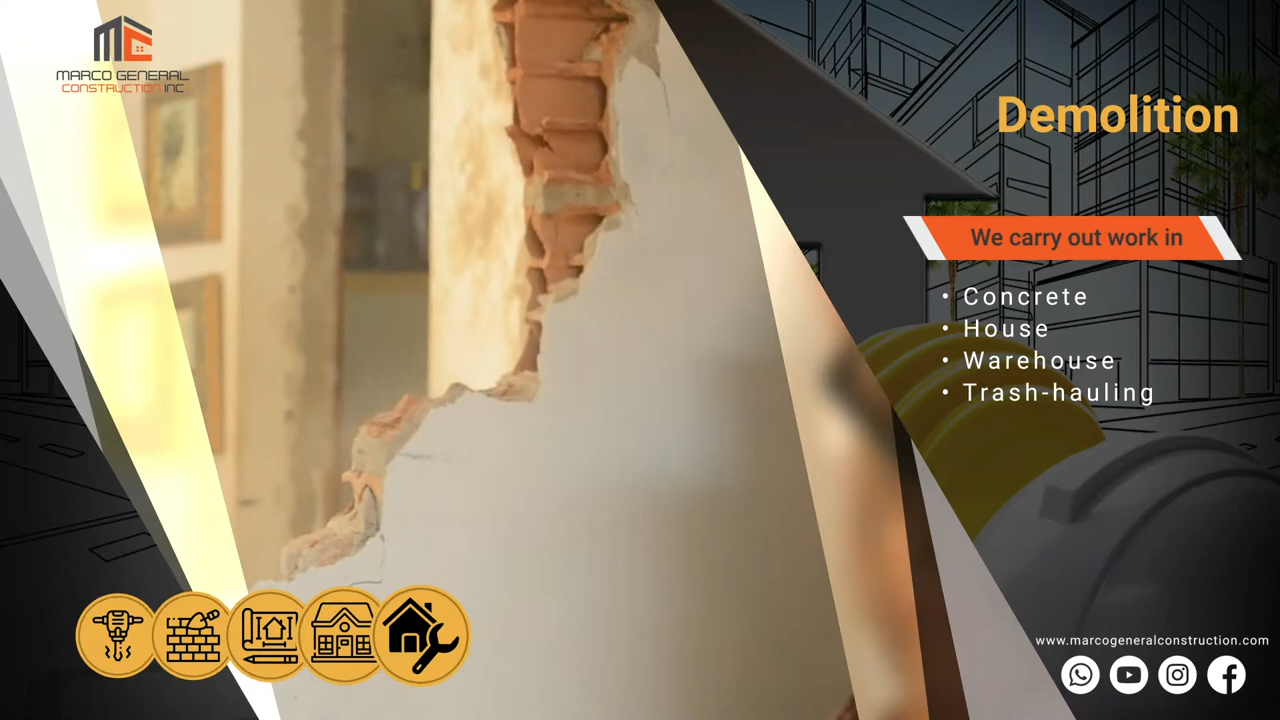 MARCO GENERAL
CONSTRUCTION INC
Demolition
We carry out work in
• Concrete
• House
• Warehouse
• Trash-hauling
www.marcogeneralconstruction.com